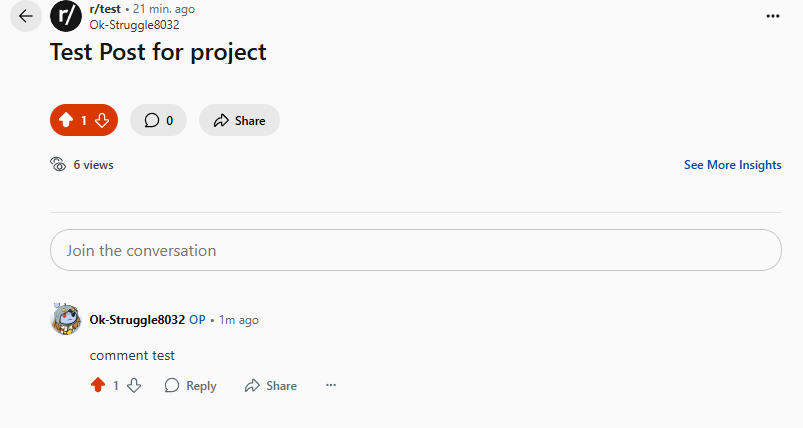 r/ r/test • 21 min. ago
Ok-Struggle8032
Test Post for project
1 0 Share
6 views See More Insights
Join the conversation
Ok-Struggle8032 OP • 1m ago
comment test
1 Reply Share ...